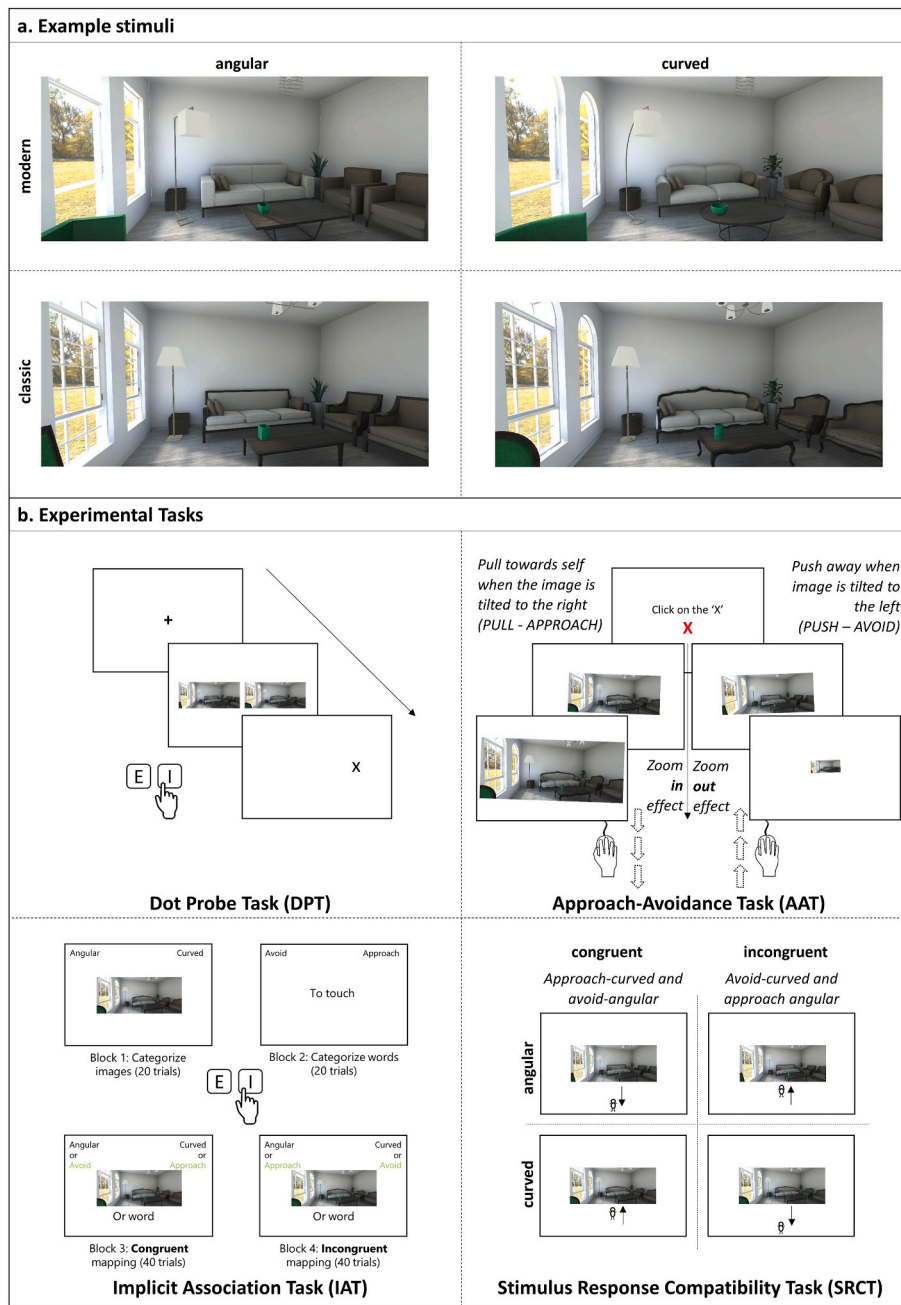 a. Example stimuli
angular
curved
modern
classic
b. Experimental Tasks
+
X
E I
Dot Probe Task (DPT)
Pull towards self
when the image is
tilted to the right
(PULL - APPROACH)
Click on the ‘X’
X
Push away when
image is tilted to
the left
(PUSH – AVOID)
Zoom
in
effect
Zoom
out
effect
Approach-Avoidance Task (AAT)
Angular Curved
Block 1: Categorize
images (20 trials)
Avoid Approach
To touch
Block 2: Categorize words
(20 trials)
E I
Angular Curved
or or
Avoid Approach
Or word
Block 3: Congruent
mapping (40 trials)
Angular Curved
or or
Approach Avoid
Or word
Block 4: Incongruent
mapping (40 trials)
Implicit Association Task (IAT)
congruent
Approach-curved and
avoid-angular
incongruent
Avoid-curved and
approach angular
angular
curved
Stimulus Response Compatibility Task (SRCT)